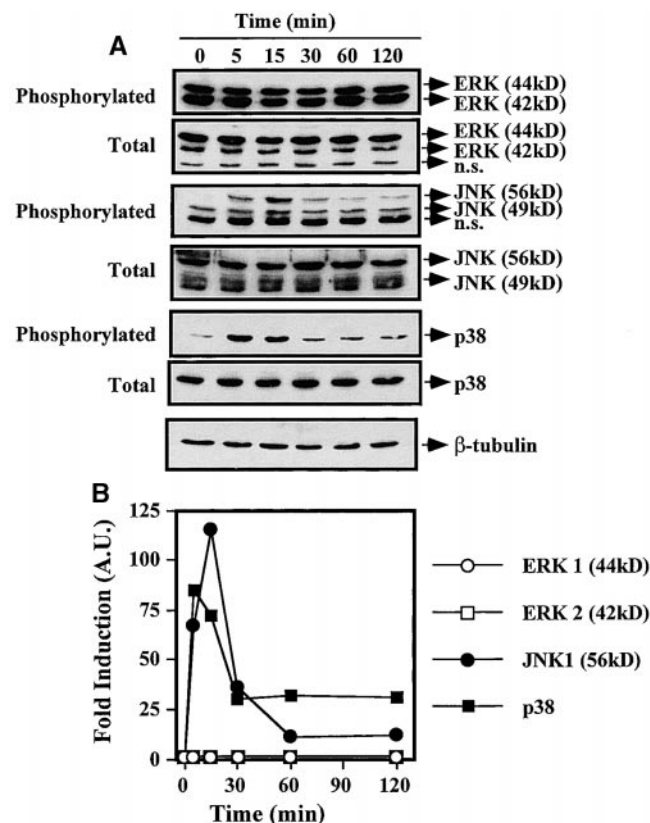 Time (min)
A
0 5 15 30 60 120
Phosphorylated
ERK (44kD)
ERK (42kD)
Total
ERK (44kD)
ERK (42kD)
n.s.
Phosphorylated
JNK (56kD)
JNK (49kD)
n.s.
Total
JNK (56kD)
JNK (49kD)
Phosphorylated
p38
Total
p38
β-tubulin
B
Fold Induction (A.U.)
125
100
75
50
25
0
0 30 60 90 120
Time (min)
ERK 1 (44kD)
ERK 2 (42kD)
JNK1 (56kD)
p38